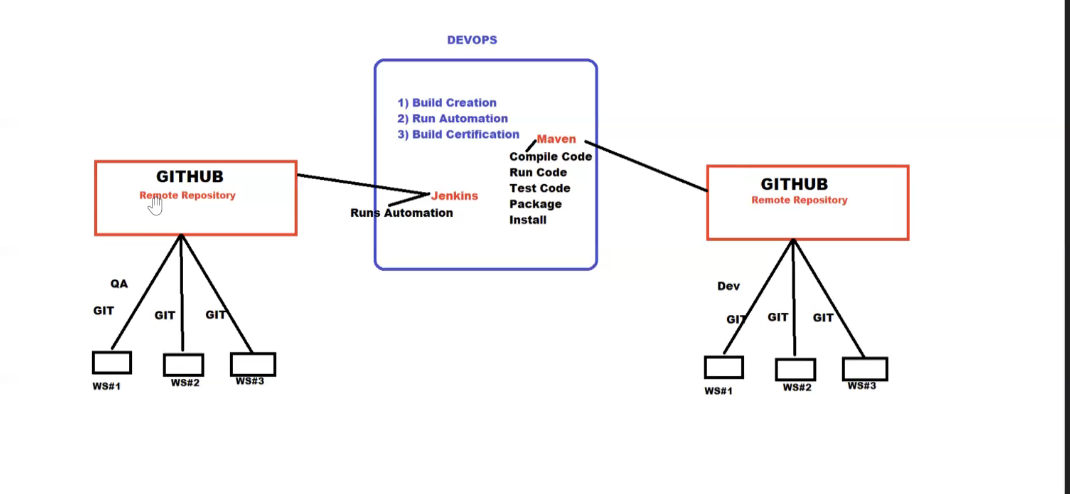 DEVOPS
1) Build Creation
2) Run Automation
3) Build Certification
Maven
Compile Code
Run Code
Test Code
Package
Install
Jenkins
Runs Automation
GITHUB
Remote Repository
QA
GIT
GIT
GIT
WS#1
WS#2
WS#3
GITHUB
Remote Repository
Dev
GIT
GIT
GIT
WS#1
WS#2
WS#3